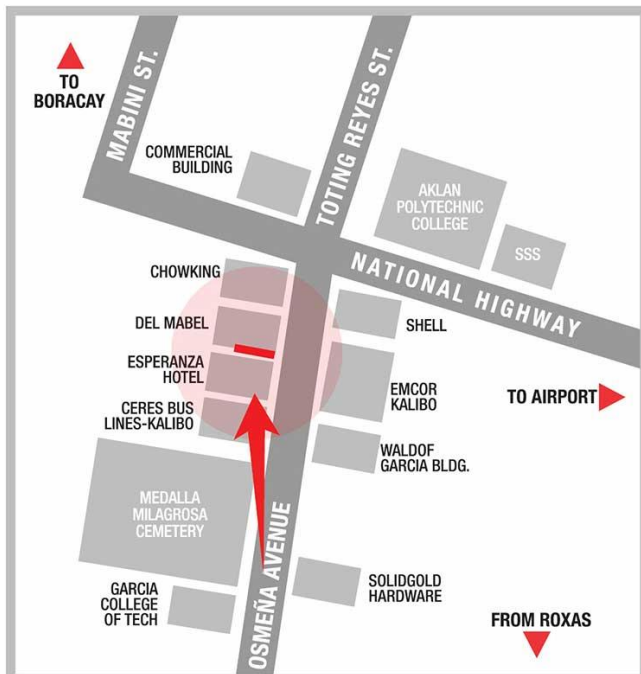 TO
BORACAY
MABINI ST.
TOTING REYES ST.
COMMERCIAL
BUILDING
AKLAN
POLYTECHNIC
COLLEGE
SSS
NATIONAL HIGHWAY
CHOWKING
DEL MABEL
SHELL
ESPERANZA
HOTEL
EMCOR
KALIBO
TO AIRPORT
CERES BUS
LINES-KALIBO
WALDOF
GARCIA BLDG.
MEDALLA
MILAGROSA
CEMETERY
OSMEÑA AVENUE
GARCIA
COLLEGE
OF TECH
SOLIDGOLD
HARDWARE
FROM ROXAS